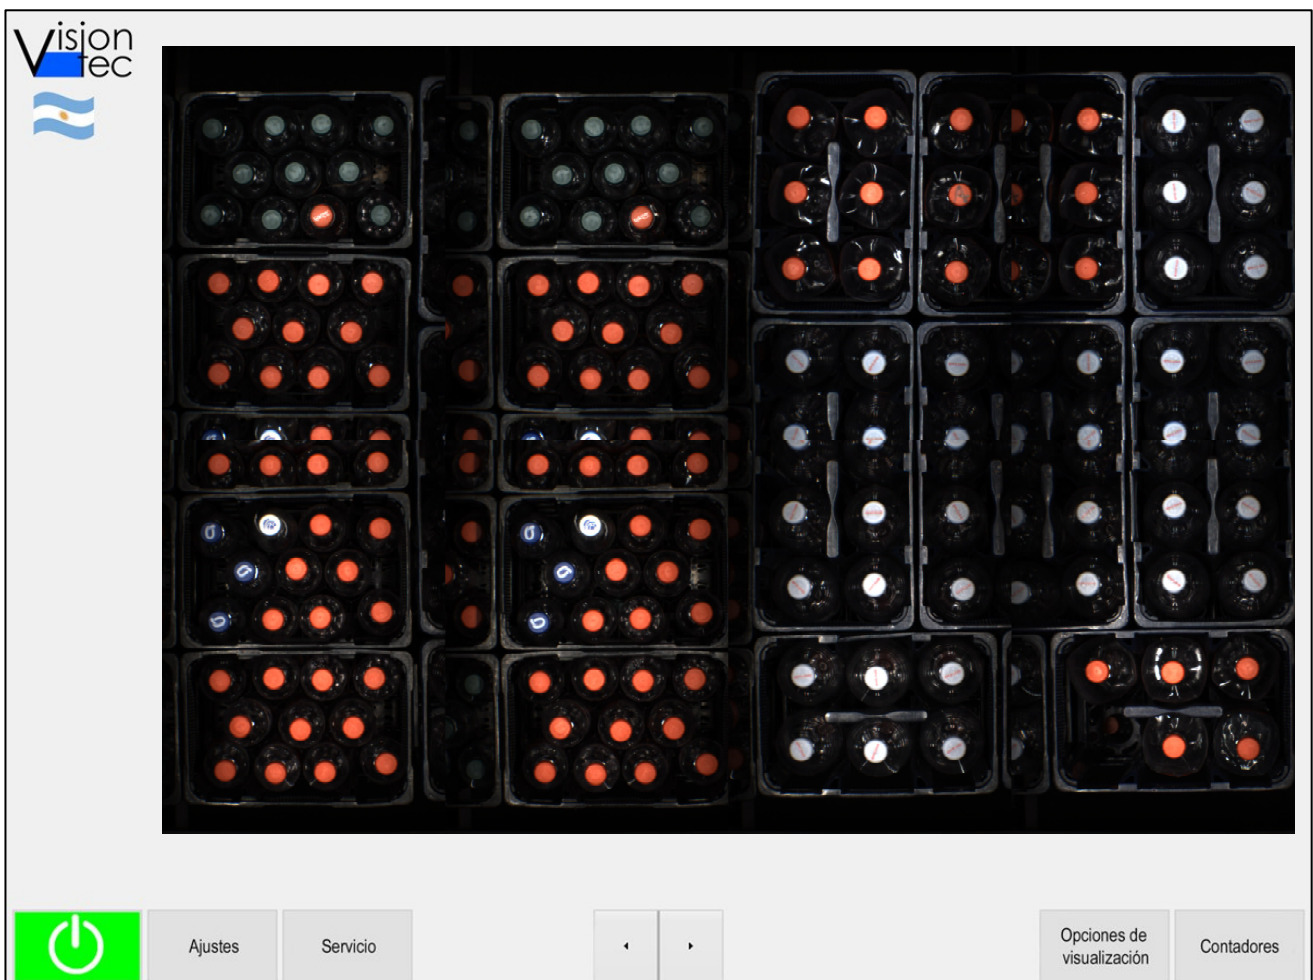 Vision
tec
Ajustes
Servicio
Opciones de
visualización
Contadores